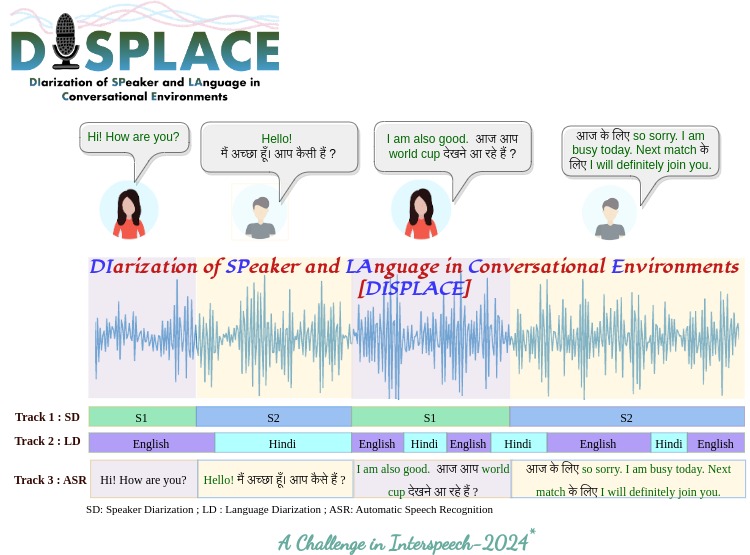 DISPLACE
DIarization of SPeaker and LAnguage in
Conversational Environments
Hi! How are you?
Hello!
मैं अच्छा हूँ। आप कैसी हैं ?
I am also good. आज आप
world cup देखने आ रहे हैं ?
आज के लिए so sorry. I am
busy today. Next match के
लिए I will definitely join you.
DIarization of SPeaker and LAnguage in Conversational Environments
[DISPLACE]
Track 1 : SD
S1
S2
S1
S2
Track 2 : LD
English
Hindi
English
Hindi
English
Hindi
English
Hindi
English
Track 3 : ASR
Hi! How are you?
Hello! मैं अच्छा हूँ। आप कैसे हैं ?
I am also good. आज आप world
cup देखने आ रहे हैं ?
आज के लिए so sorry. I am busy today. Next
match के लिए I will definitely join you.
SD: Speaker Diarization ; LD : Language Diarization ; ASR: Automatic Speech Recognition
A Challenge in Interspeech-2024*